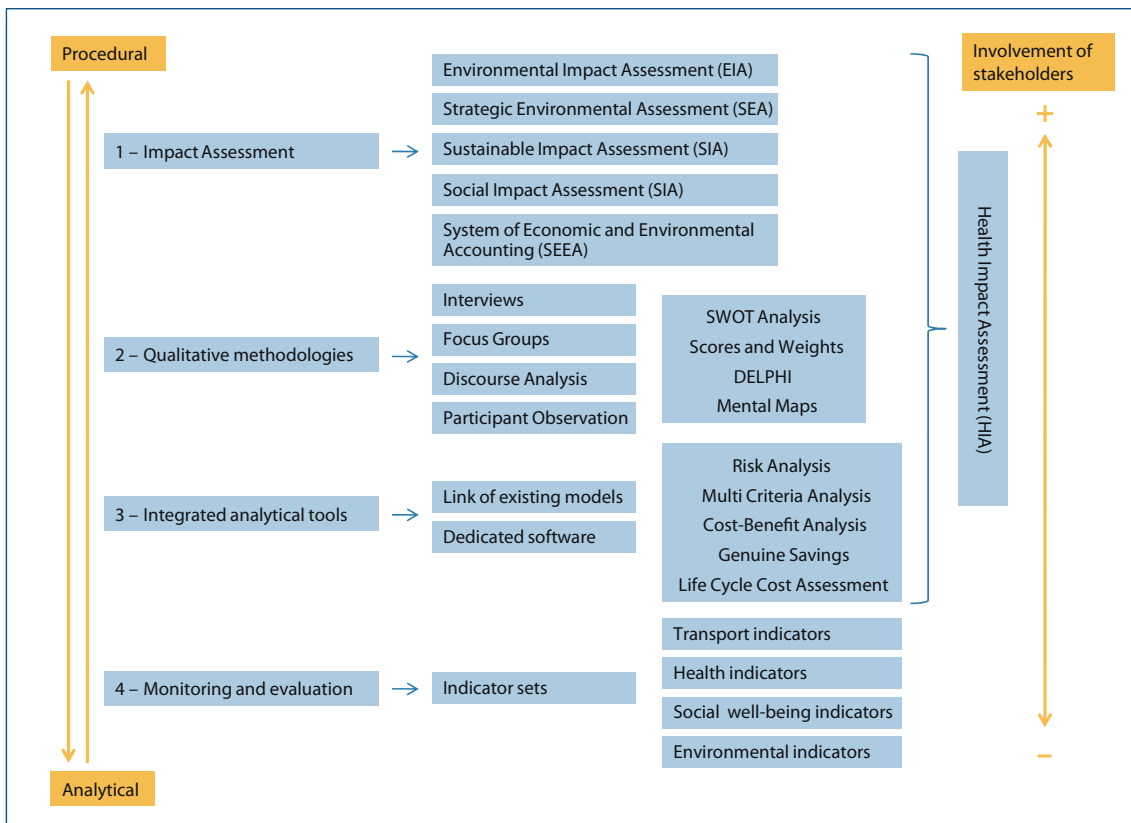 Procedural
Involvement of
stakeholders
+
Environmental Impact Assessment (EIA)
Strategic Environmental Assessment (SEA)
1 – Impact Assessment
Sustainable Impact Assessment (SIA)
Social Impact Assessment (SIA)
System of Economic and Environmental
Accounting (SEEA)
2 – Qualitative methodologies
Interviews
Focus Groups
Discourse Analysis
Participant Observation
SWOT Analysis
Scores and Weights
DELPHI
Mental Maps
Health Impact Assessment (HIA)
3 – Integrated analytical tools
Link of existing models
Dedicated software
Risk Analysis
Multi Criteria Analysis
Cost-Benefit Analysis
Genuine Savings
Life Cycle Cost Assessment
4 – Monitoring and evaluation
Indicator sets
Transport indicators
Health indicators
Social well-being indicators
Environmental indicators
–
Analytical